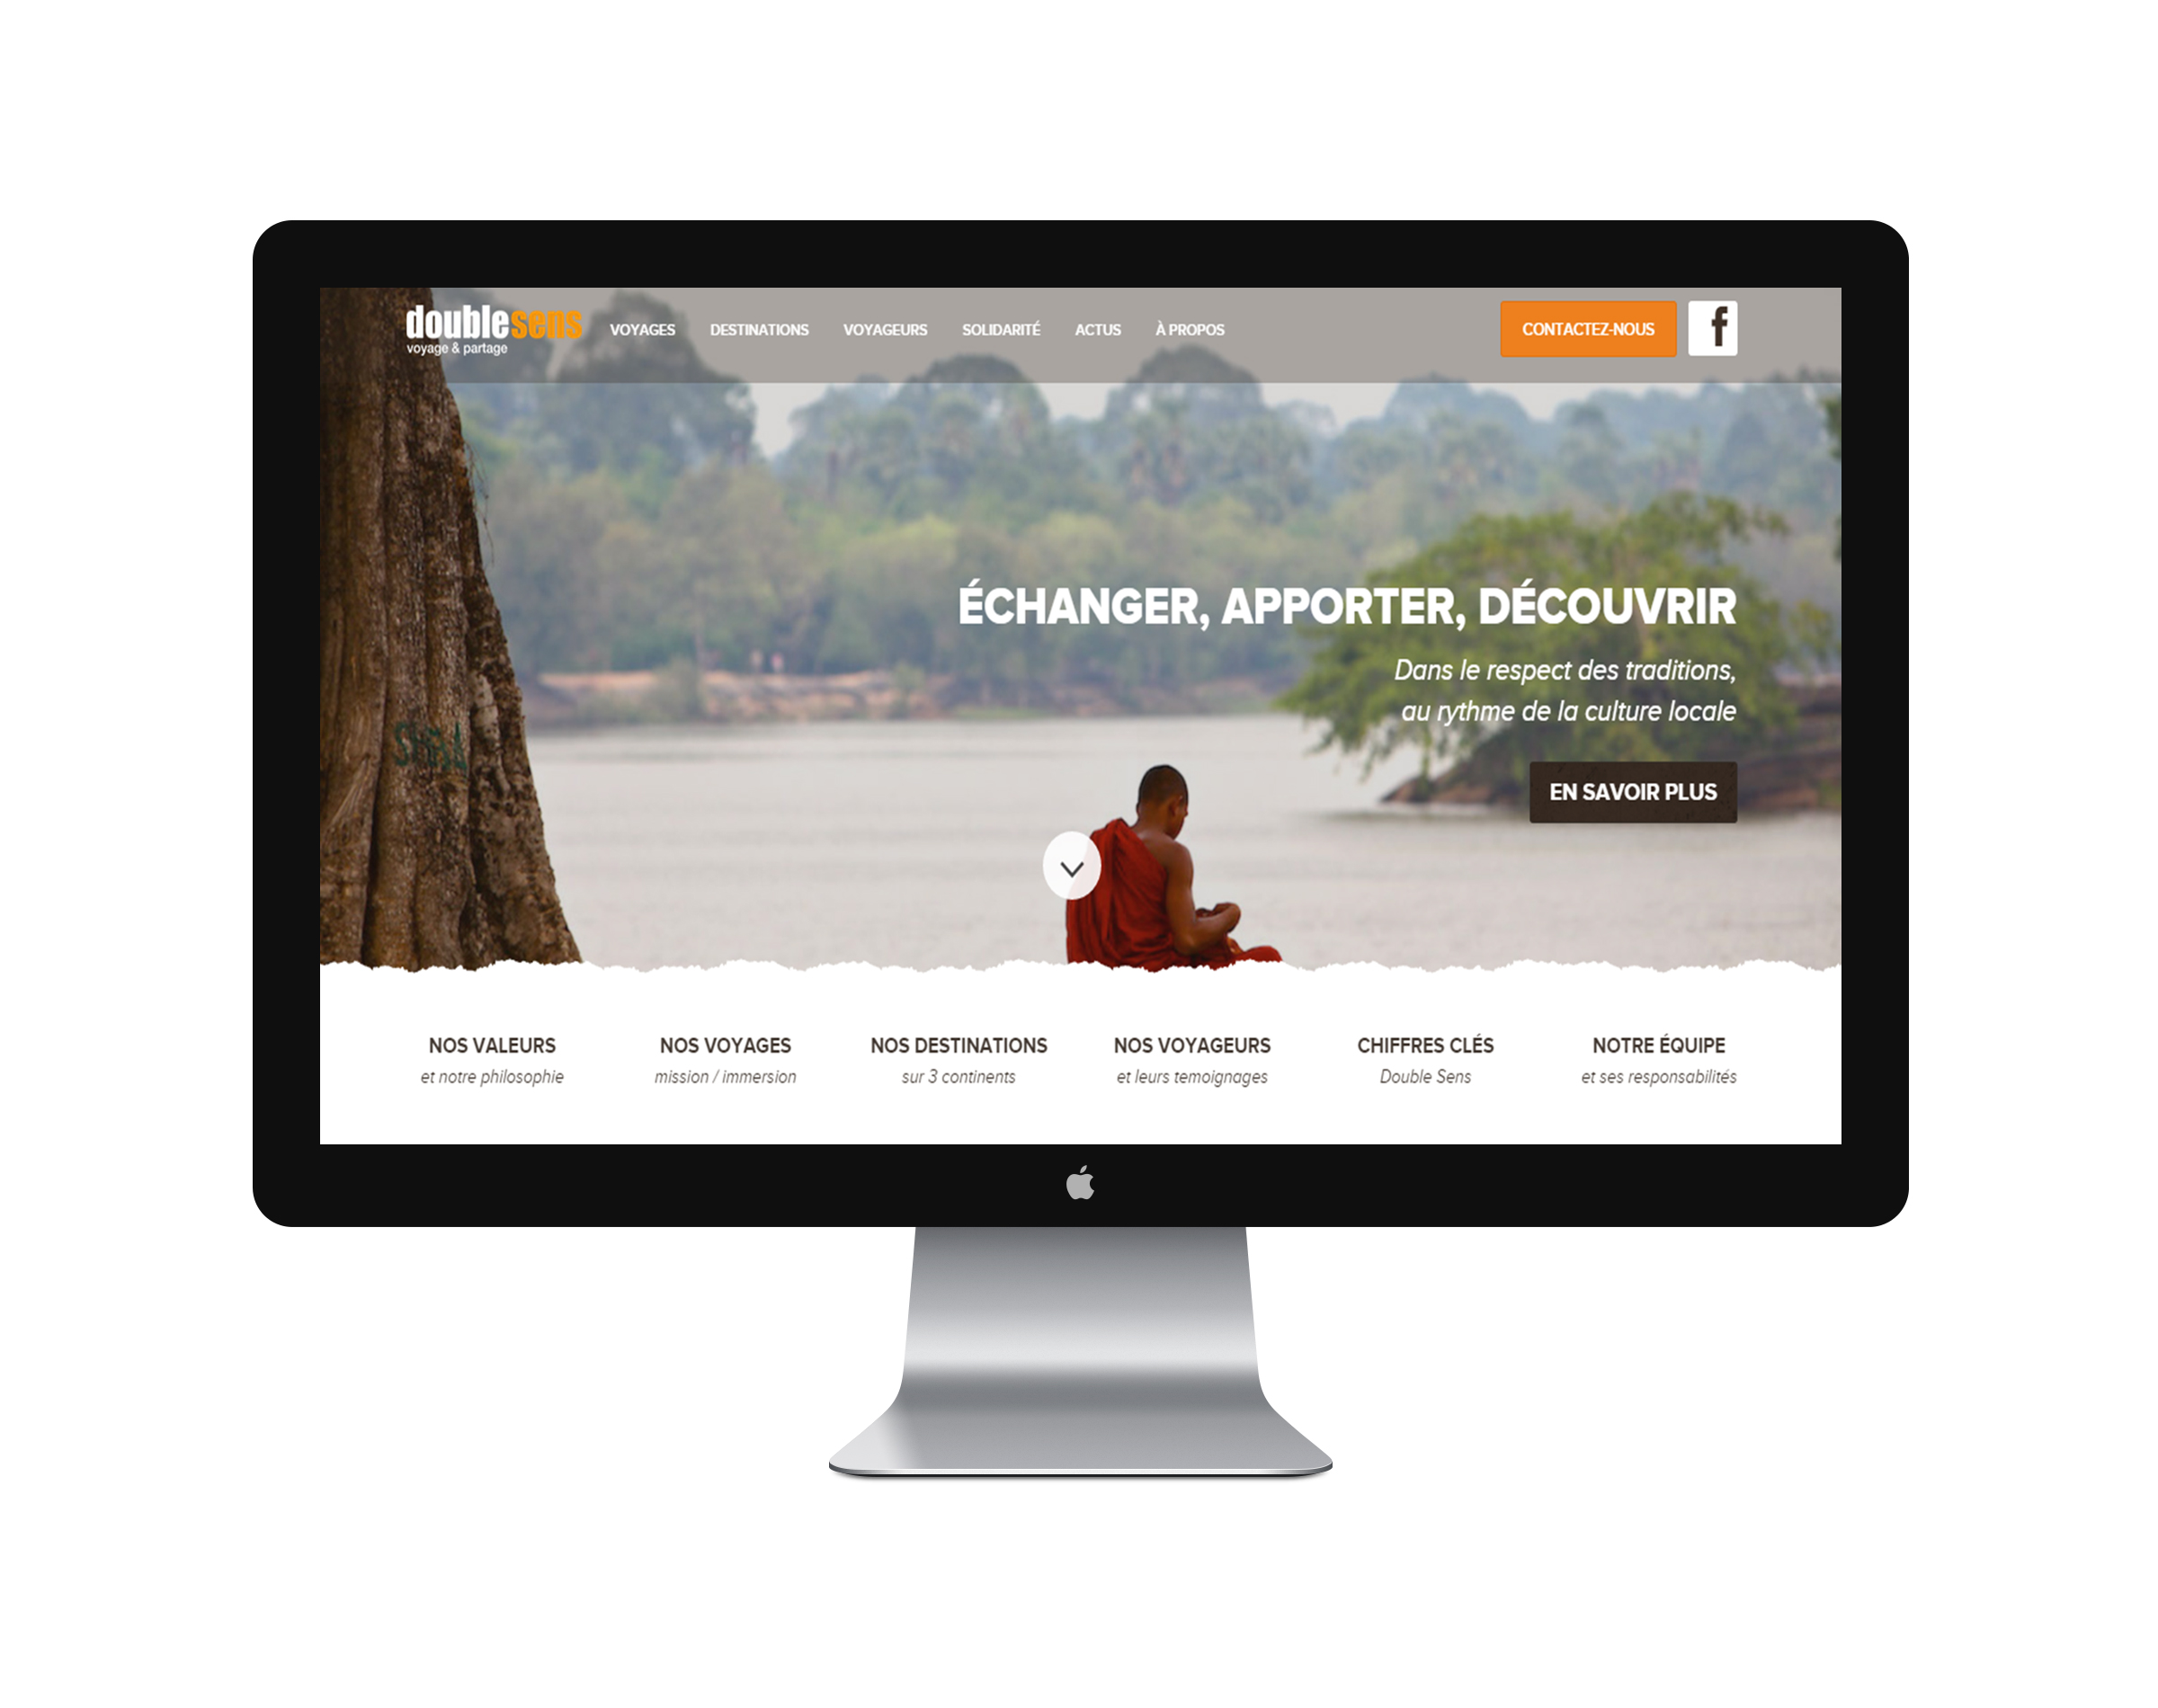 doublesens
voyage & partage
VOYAGES DESTINATIONS VOYAGEURS SOLIDARITÉ ACTUS À PROPOS
CONTACTEZ-NOUS
f
ÉCHANGER, APPORTER, DÉCOUVRIR
Dans le respect des traditions,
au rythme de la culture locale
EN SAVOIR PLUS
NOS VALEURS
et notre philosophie
NOS VOYAGES
mission / immersion
NOS DESTINATIONS
sur 3 continents
NOS VOYAGEURS
et leurs temoignages
CHIFFRES CLÉS
Double Sens
NOTRE ÉQUIPE
et ses responsabilités